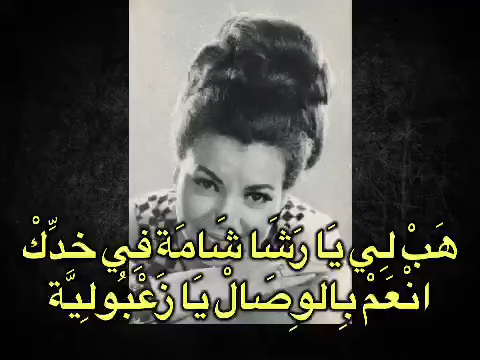 هَبْ لِي يَا رَشَا شَامَة فِي خدِّكْ
انْعَمْ بِالوِصَالْ يَا زَغْبُولِيَّة